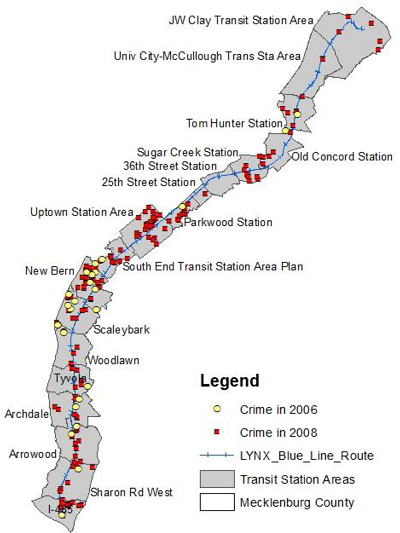 JW Clay Transit Station Area
Univ City-McCullough Trans Sta Area
Tom Hunter Station
Sugar Creek Station
Old Concord Station
36th Street Station
25th Street Station
Uptown Station Area
Parkwood Station
South End Transit Station Area Plan
New Bern
Scaleybark
Woodlawn
Tyvola
Archdale
Arrowood
Sharon Rd West
I-485
Legend
Crime in 2006
Crime in 2008
LYNX_Blue_Line_Route
Transit Station Areas
Mecklenburg County